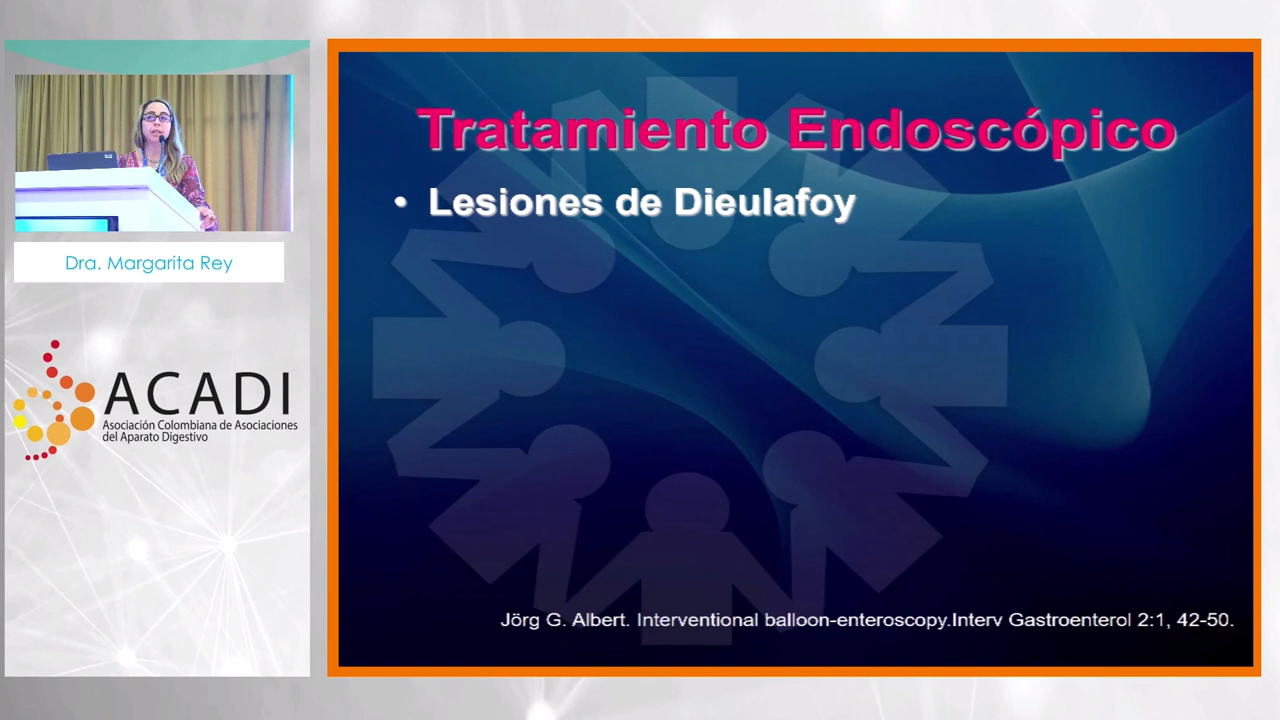 Dra. Margarita Rey
ACADI
Asociación Colombiana de Asociaciones
del Aparato Digestivo
Tratamiento Endoscópico
• Lesiones de Dieulafoy
Jörg G. Albert. Interventional balloon-enteroscopy.Interv Gastroenterol 2:1, 42-50.